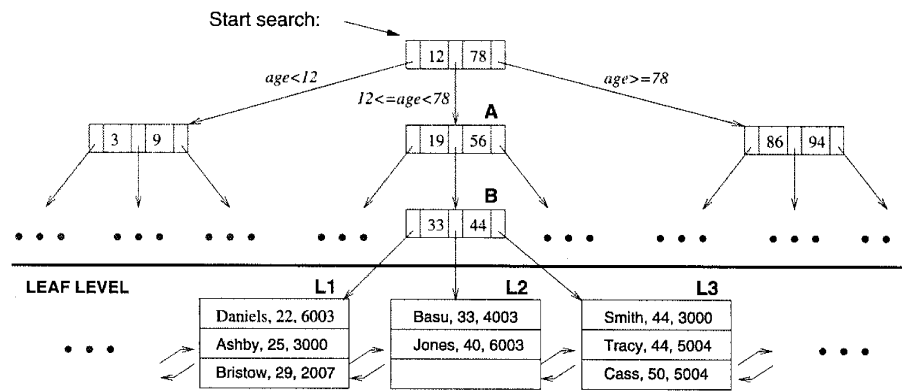 Start search:
12 78
age<12
12<=age<78
age>=78
A
3 9
19 56
86 94
B
33 44
LEAF LEVEL
L1
L2
L3
Daniels, 22, 6003
Ashby, 25, 3000
Bristow, 29, 2007
Basu, 33, 4003
Jones, 40, 6003
Smith, 44, 3000
Tracy, 44, 5004
Cass, 50, 5004